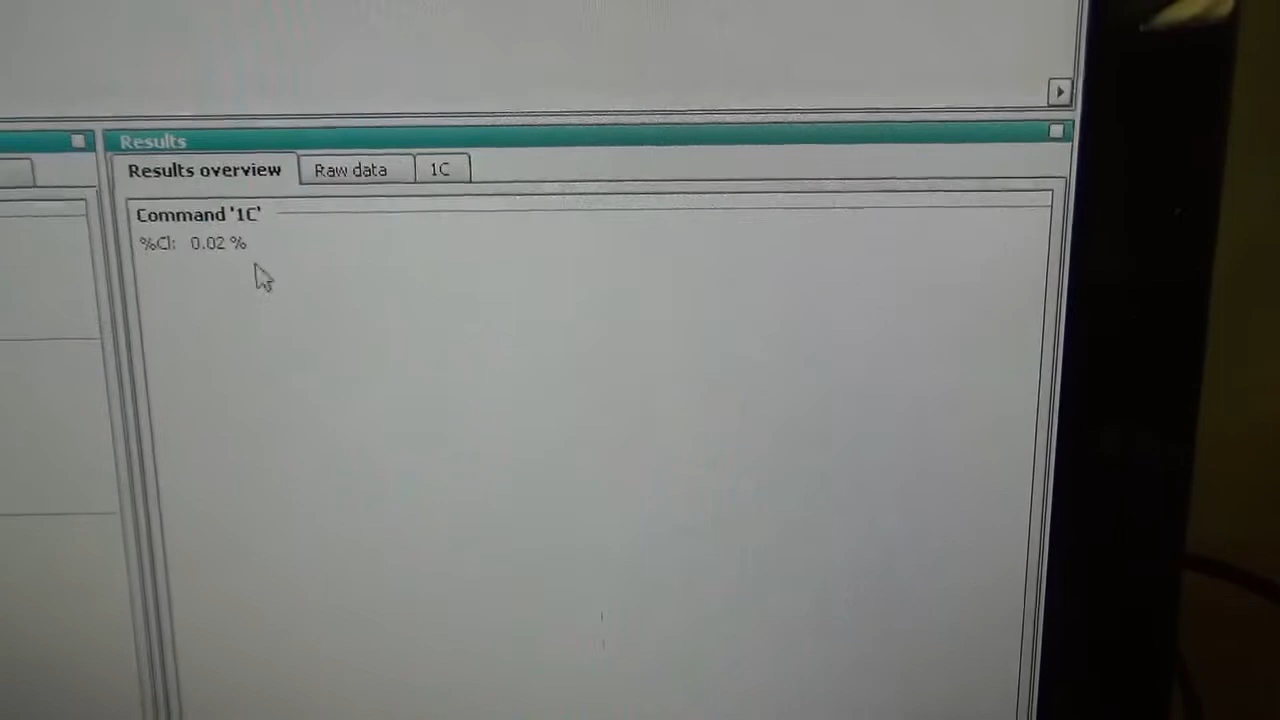 Results
Results overview Raw data 1C
Command '1C'
%Cl: 0.02 %